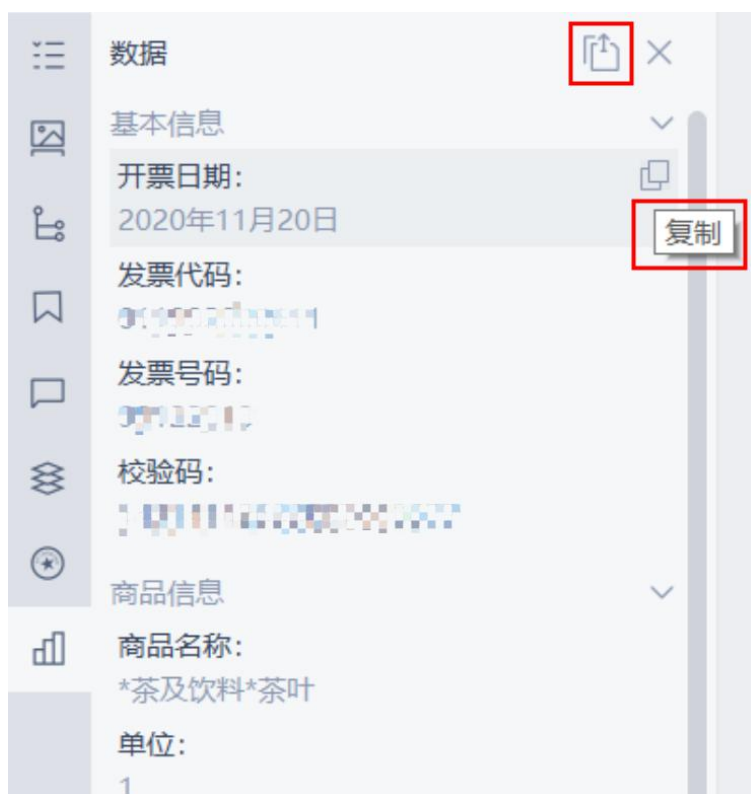 数据
基本信息
开票日期：
2020年11月20日
复制
发票代码：
发票号码：
校验码：
商品信息
商品名称：
*茶及饮料*茶叶
单位：
1